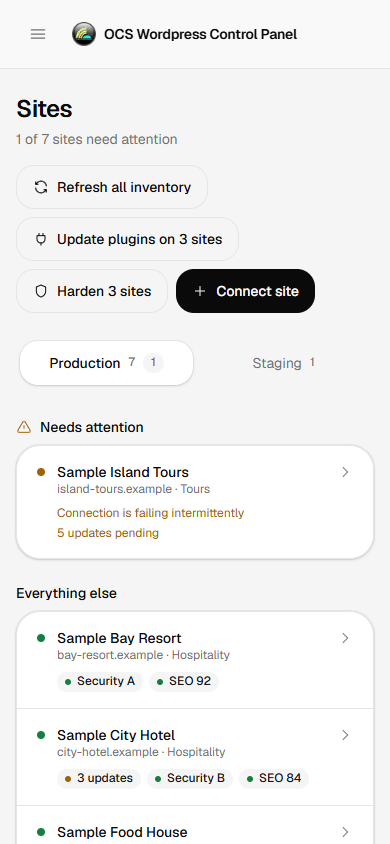 OCS Wordpress Control Panel
Sites
1 of 7 sites need attention
Refresh all inventory
Update plugins on 3 sites
Harden 3 sites
Connect site
Production 7 1
Staging 1
Needs attention
Sample Island Tours
island-tours.example · Tours
Connection is failing intermittently
5 updates pending
Everything else
Sample Bay Resort
bay-resort.example · Hospitality
Security A
SEO 92
Sample City Hotel
city-hotel.example · Hospitality
3 updates
Security B
SEO 84
Sample Food House